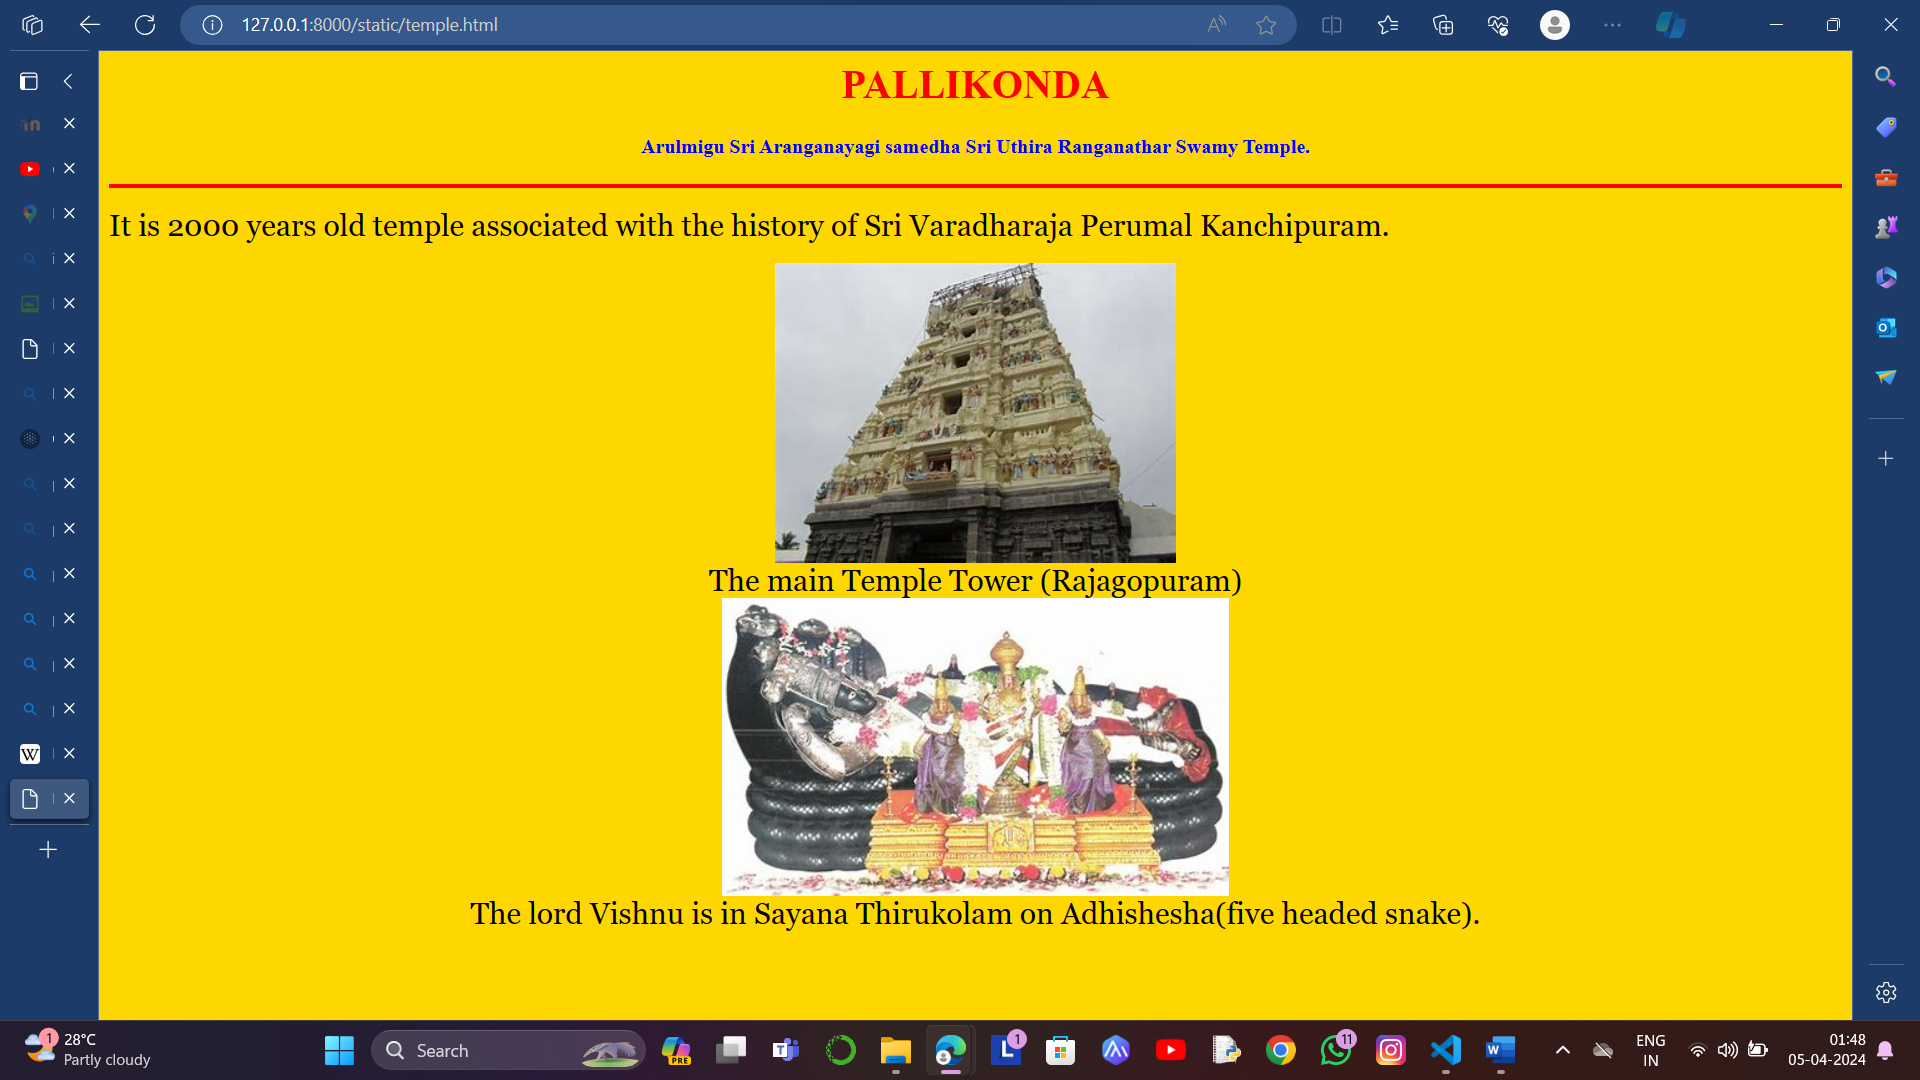 127.0.0.1:8000/static/temple.html
PALLIKONDA
Arulmigu Sri Aranganayagi samedha Sri Uthira Ranganathar Swamy Temple.
It is 2000 years old temple associated with the history of Sri Varadharaja Perumal Kanchipuram.
The main Temple Tower (Rajagopuram)
The lord Vishnu is in Sayana Thirukolam on Adhishesha(five headed snake).
1
28°C
Partly cloudy
Search
PRE
1
11
ENG
IN
01:48
05-04-2024